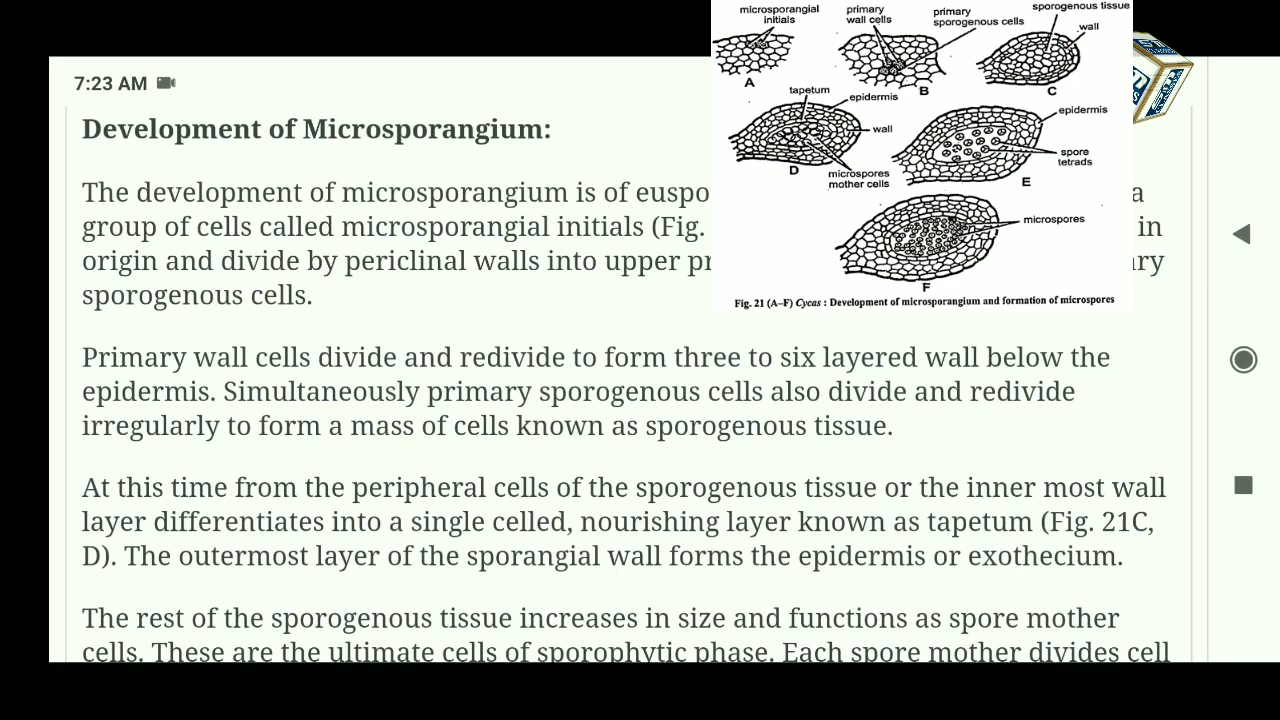 microsporangial
initials
primary
wall cells
primary
sporogenous cells
sporogenous tissue
wall
A
B
C
7:23 AM
tapetum
epidermis
wall
microspores
mother cells
D
epidermis
spore
tetrads
E
microspores
F
Fig. 21 (A–F) Cycas : Development of microsporangium and formation of microspores
Development of Microsporangium:
The development of microsporangium is of euspo a
group of cells called microsporangial initials (Fig. in
origin and divide by periclinal walls into upper pr ry
sporogenous cells.
Primary wall cells divide and redivide to form three to six layered wall below the
epidermis. Simultaneously primary sporogenous cells also divide and redivide
irregularly to form a mass of cells known as sporogenous tissue.
At this time from the peripheral cells of the sporogenous tissue or the inner most wall
layer differentiates into a single celled, nourishing layer known as tapetum (Fig. 21C,
D). The outermost layer of the sporangial wall forms the epidermis or exothecium.
The rest of the sporogenous tissue increases in size and functions as spore mother
cells. These are the ultimate cells of sporophytic phase. Each spore mother divides cell